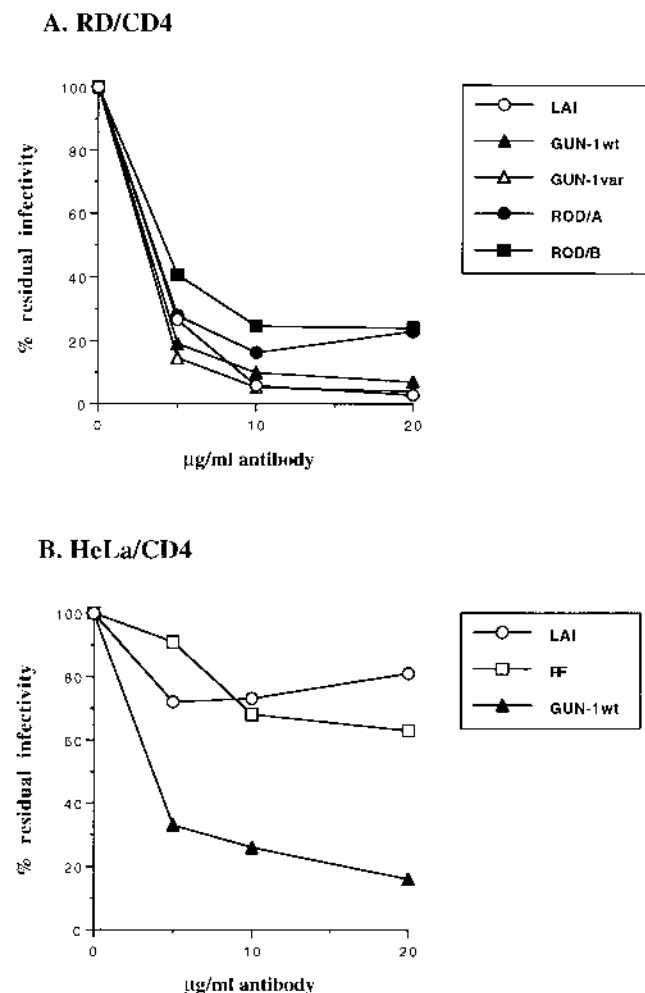 A. RD/CD4
100
80
60
40
20
0
% residual infectivity
0 10 20
µg/ml antibody
LAI
GUN-1wt
GUN-1var
ROD/A
ROD/B
B. HeLa/CD4
100
80
60
40
20
0
% residual infectivity
0 10 20
µg/ml antibody
LAI
RF
GUN-1wt